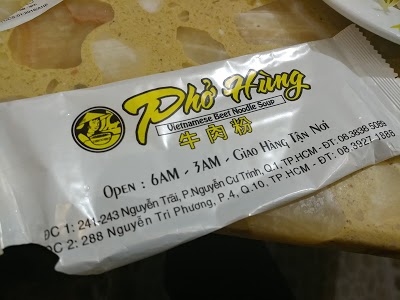 Phở Hùng
Vietnamese Beef Noodle Soup
牛肉粉
OPEN : 6AM - 3AM - GIAO HÀNG TẬN NƠI
ĐC 1: 241-243 Nguyễn Trãi, P.Nguyễn Cư Trinh, Q.1, TP.HCM - ĐT: 08.3838.5089
ĐC 2: 288 Nguyễn Tri Phương, P.4, Q.10, TP.HCM - ĐT: 08.3927.1888